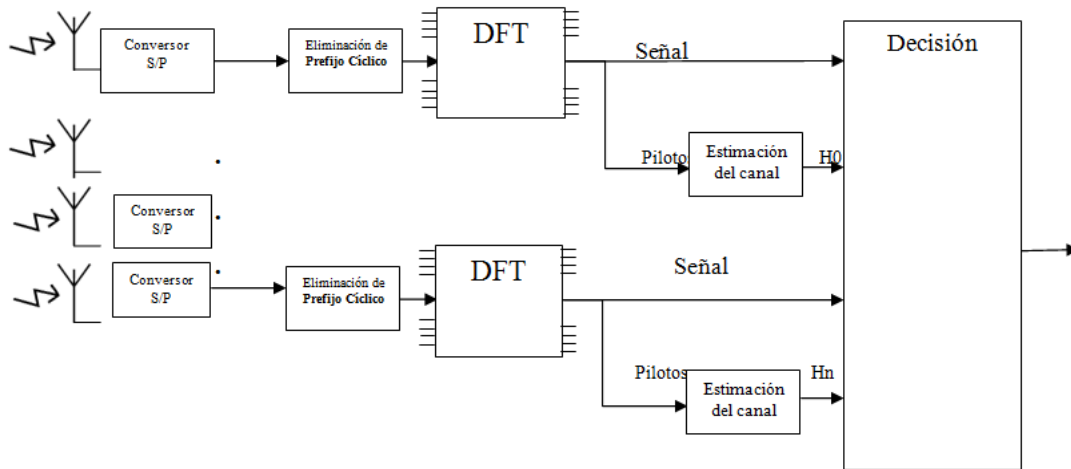 Conversor
S/P
Eliminación de
Prefijo Cíclico
DFT
Señal
Decisión
Pilotos
Estimación
del canal
H0
Conversor
S/P
Conversor
S/P
Eliminación de
Prefijo Cíclico
DFT
Señal
Pilotos
Estimación
del canal
Hn